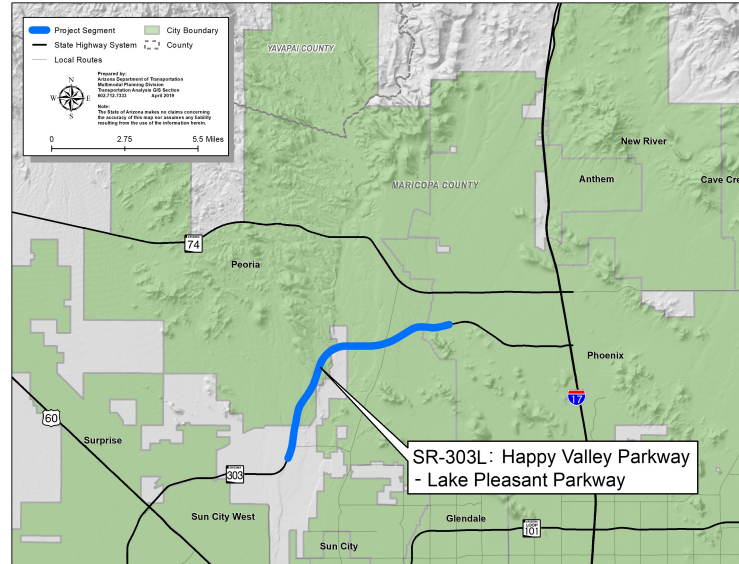 Project Segment
City Boundary
State Highway System
County
Local Routes
N
W
E
S
Prepared by:
Arizona Department of Transportation
Multimodal Planning Division
Transportation Analysis GIS Section
602.712.7333 April 2019
Note:
The State of Arizona makes no claims concerning
the accuracy of this map nor assumes any liability
resulting from the use of the information herein.
0 2.75 5.5 Miles
YAVAPAI COUNTY
New River
Anthem
Cave Cre
MARICOPA COUNTY
74
Peoria
Phoenix
17
60
Surprise
SR-303L: Happy Valley Parkway
- Lake Pleasant Parkway
303
Sun City West
Glendale
LOOP
101
Sun City